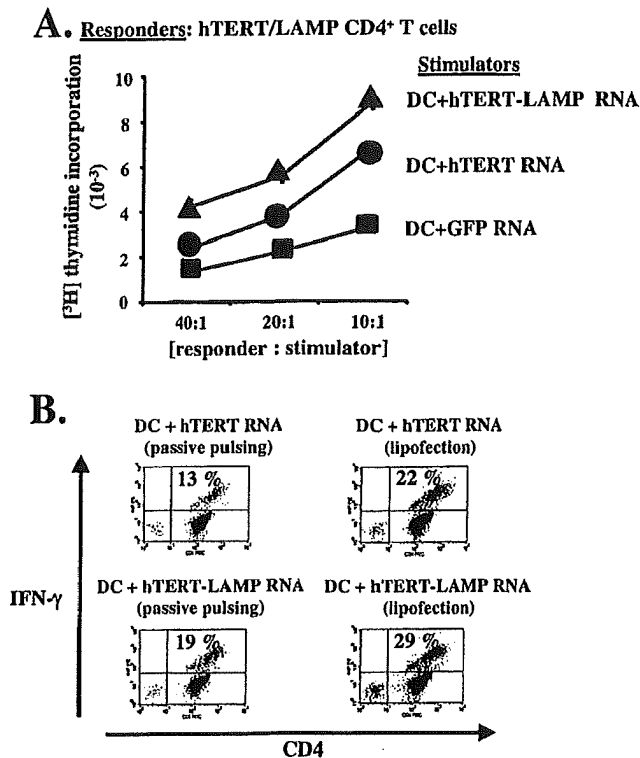 A. Responders: hTERT/LAMP CD4+ T cells
[³H] thymidine incorporation
(10⁻³)
10
8
6
4
2
0
40:1
20:1
10:1
[responder : stimulator]
Stimulators
DC+hTERT-LAMP RNA
DC+hTERT RNA
DC+GFP RNA
B.
DC + hTERT RNA
(passive pulsing)
13 %
DC + hTERT RNA
(lipofection)
22 %
IFN-γ
DC + hTERT-LAMP RNA
(passive pulsing)
19 %
DC + hTERT-LAMP RNA
(lipofection)
29 %
CD4